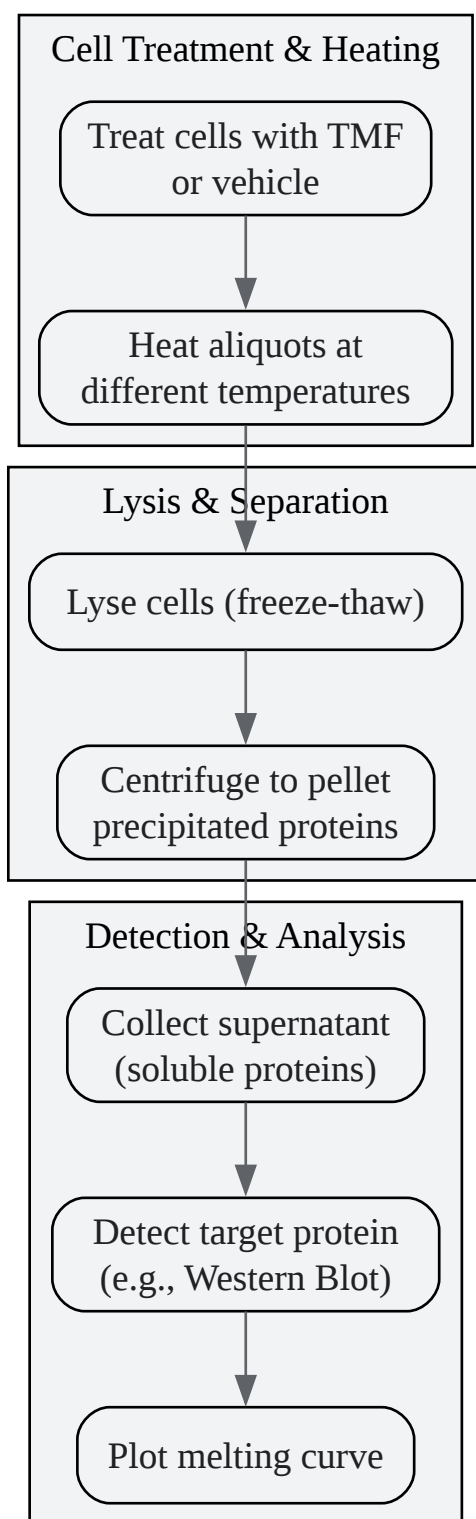 Cell Treatment & Heating
Treat cells with TMF
or vehicle
Heat aliquots at
different temperatures
Lysis & Separation
Lyse cells (freeze-thaw)
Centrifuge to pellet
precipitated proteins
Detection & Analysis
Collect supernatant
(soluble proteins)
Detect target protein
(e.g., Western Blot)
Plot melting curve